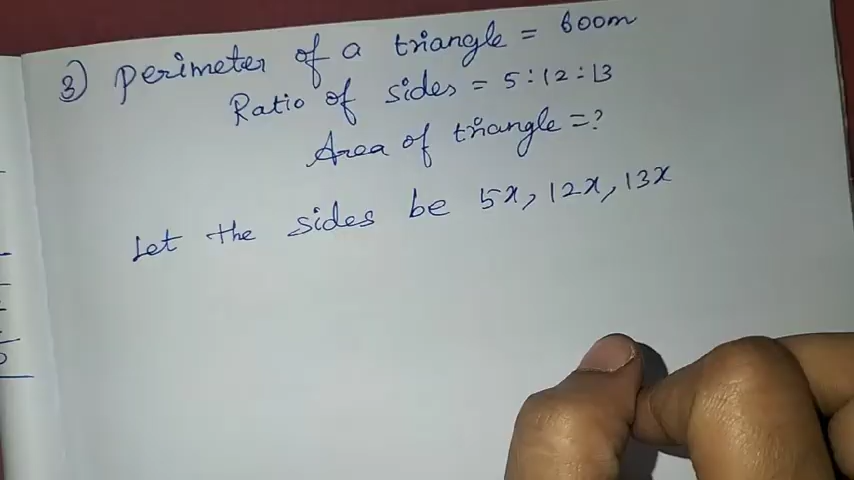 3) Perimeter of a triangle = 600m
Ratio of sides = 5:12:13
Area of triangle =?
Let the sides be 5x, 12x, 13x